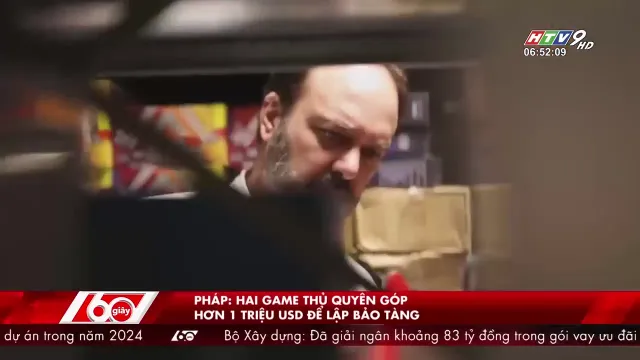 HTV9HD
06:52:09
60 giây
PHÁP: HAI GAME THỦ QUYÊN GÓP
HƠN 1 TRIỆU USD ĐỂ LẬP BẢO TÀNG
dự án trong năm 2024 60 Bộ Xây dựng: Đã giải ngân khoảng 83 tỷ đồng trong gói vay ưu đãi